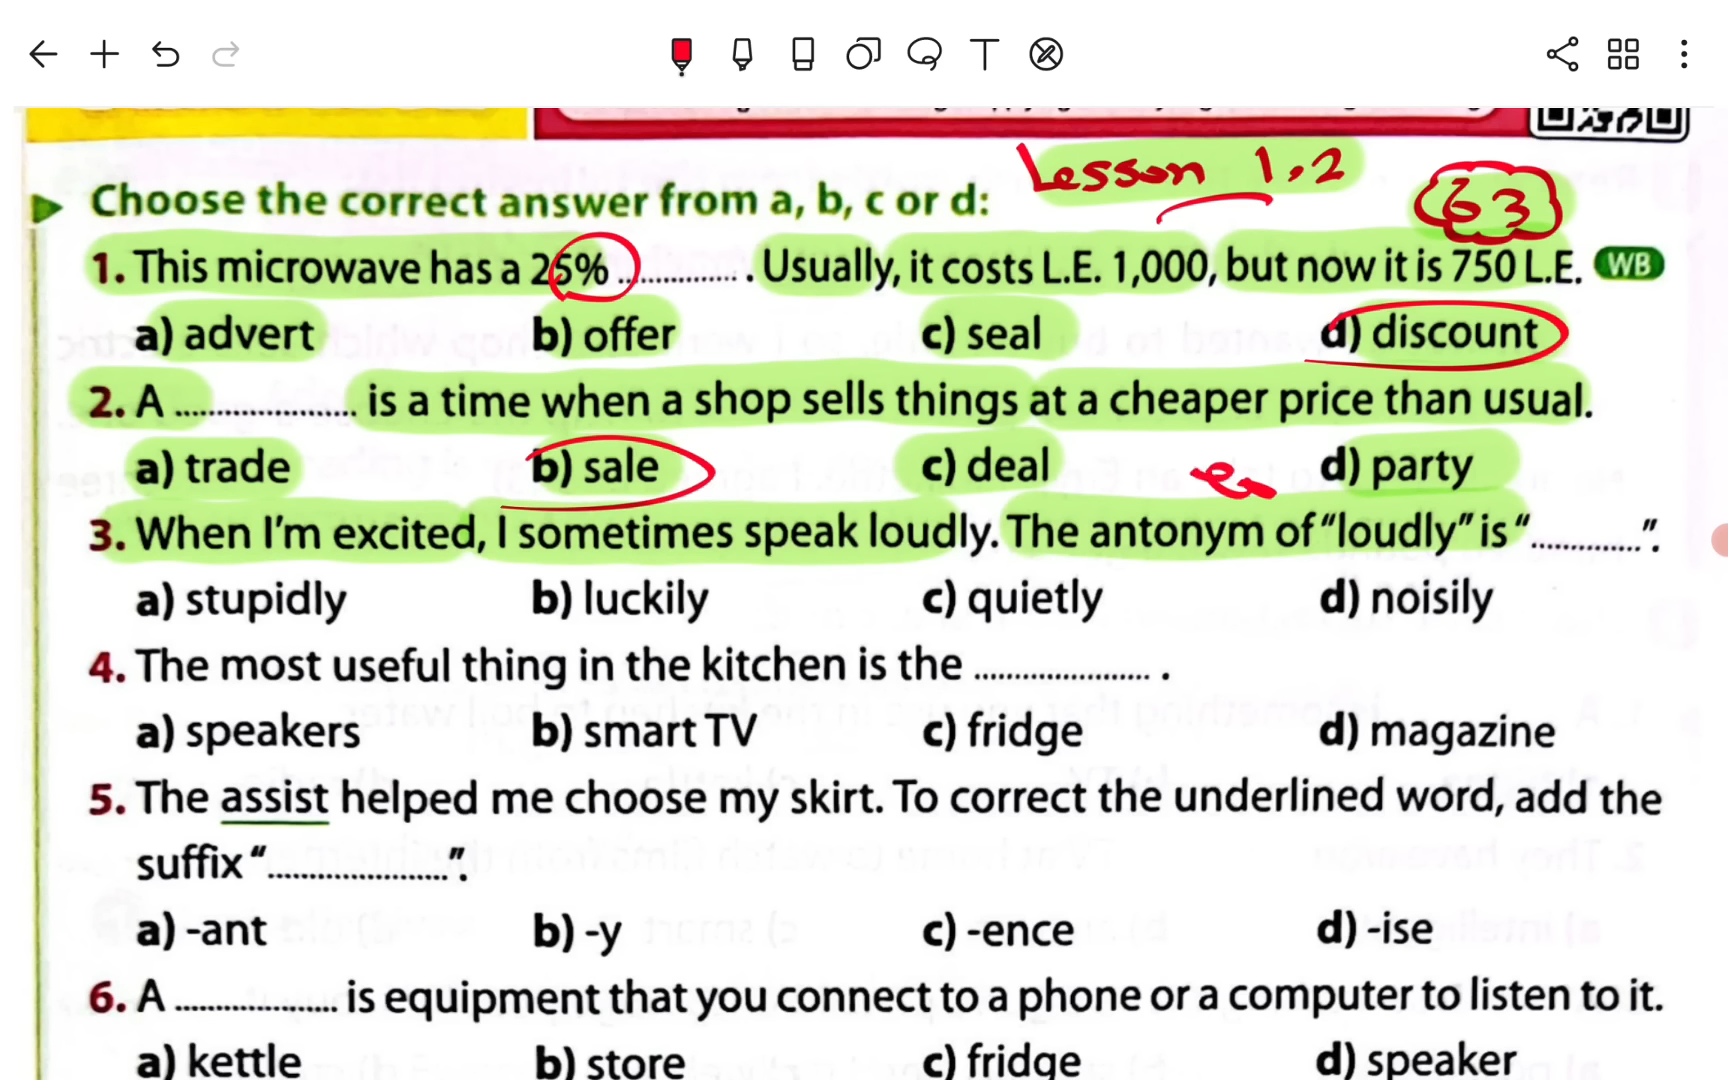 Lesson 1,2
63
Choose the correct answer from a, b, c or d:
1. This microwave has a 25% .............. . Usually, it costs L.E. 1,000, but now it is 750 L.E. WB
a) advert b) offer c) seal d) discount
2. A ..................... is a time when a shop sells things at a cheaper price than usual.
a) trade b) sale c) deal d) party
3. When I'm excited, I sometimes speak loudly. The antonym of "loudly" is ".............".
a) stupidly b) luckily c) quietly d) noisily
4. The most useful thing in the kitchen is the ..................... .
a) speakers b) smart TV c) fridge d) magazine
5. The assist helped me choose my skirt. To correct the underlined word, add the
suffix ".....................".
a) -ant b) -y c) -ence d) -ise
6. A ................... is equipment that you connect to a phone or a computer to listen to it.
a) kettle b) store c) fridge d) speaker